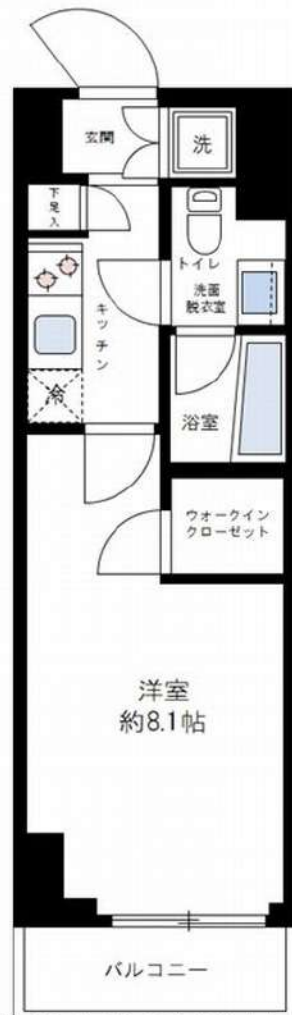 玄関
洗
下足入
トイレ
洗面
脱衣室
キッチン
冷
浴室
ウォークイン
クローゼット
洋室
約8.1帖
バルコニー